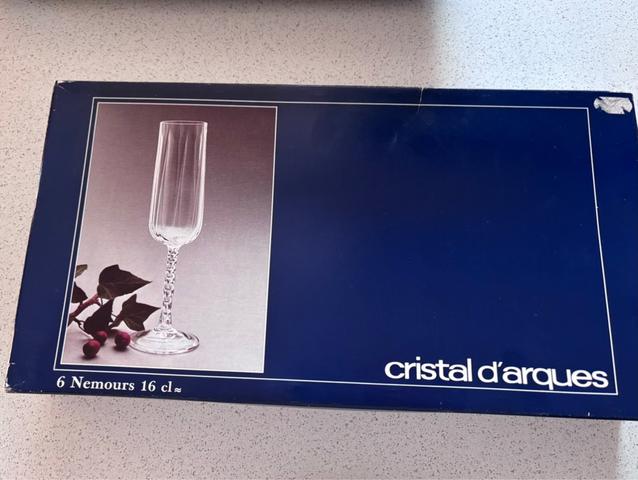 6 Nemours 16 cl≈
cristal d'arques